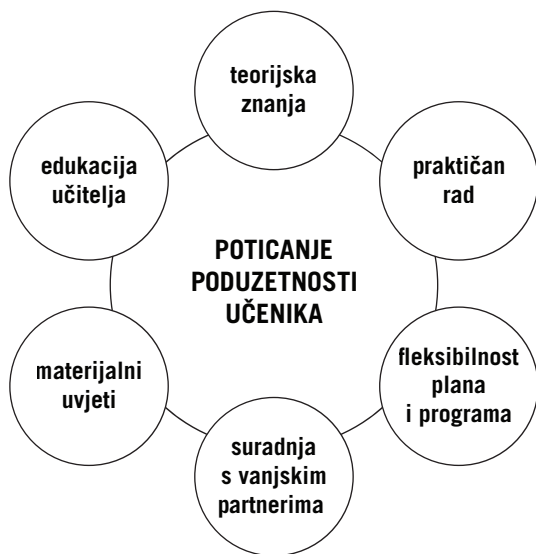 teorijska
znanja
edukacija
učitelja
praktičan
rad
POTICANJE
PODUZETNOSTI
UČENIKA
materijalni
uvjeti
fleksibilnost
plana
i programa
suradnja
s vanjskim
partnerima